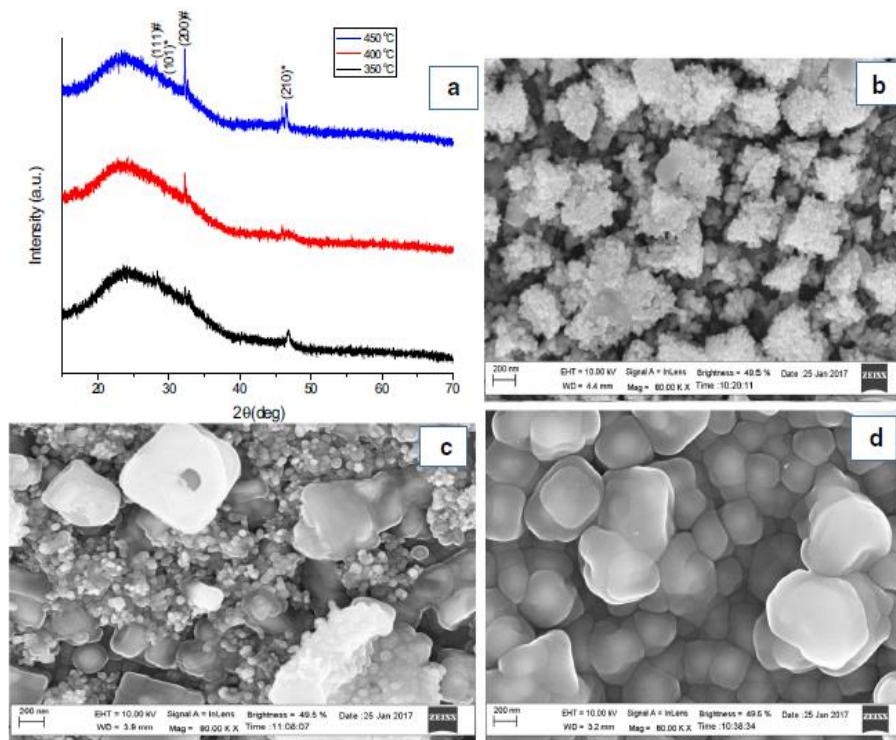 (111)#
(101)*
(200)#
(210)*
450 °C
400 °C
350 °C
a
Intensity (a.u.)
20 30 40 50 60 70
2θ(deg)
b
200 nm
EHT = 10.00 kV Signal A = InLens Brightness = 49.5 % Date :25 Jan 2017
WD = 4.4 mm Mag = 60.00 K X Time :10:20:11
ZEISS
c
200 nm
EHT = 10.00 kV Signal A = InLens Brightness = 49.5 % Date :25 Jan 2017
WD = 3.9 mm Mag = 60.00 K X Time :11:08:07
ZEISS
d
200 nm
EHT = 10.00 kV Signal A = InLens Brightness = 49.5 % Date :25 Jan 2017
WD = 3.2 mm Mag = 60.00 K X Time :10:38:34
ZEISS